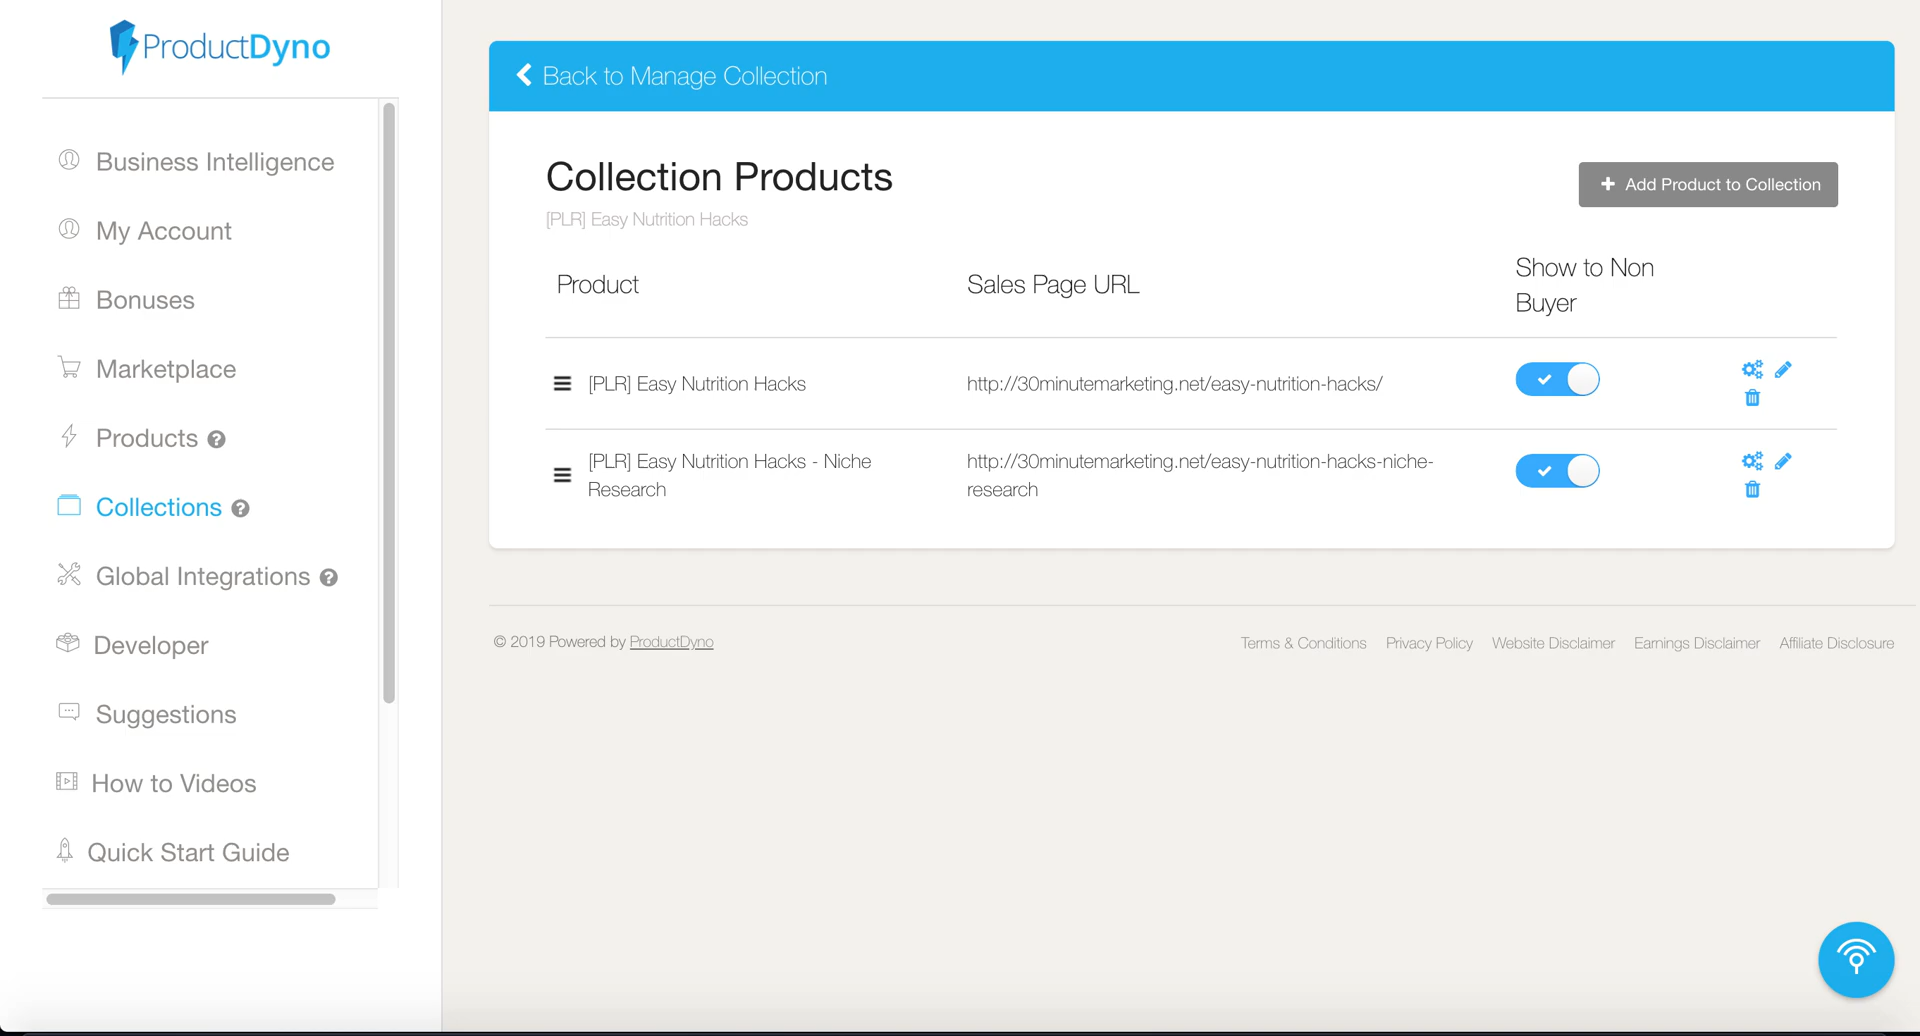 ProductDyno
Business Intelligence
My Account
Bonuses
Marketplace
Products ?
Collections ?
Global Integrations ?
Developer
Suggestions
How to Videos
Quick Start Guide
Back to Manage Collection
Collection Products
[PLR] Easy Nutrition Hacks
+ Add Product to Collection
Product
Sales Page URL
Show to Non
Buyer
[PLR] Easy Nutrition Hacks
http://30minutemarketing.net/easy-nutrition-hacks/
[PLR] Easy Nutrition Hacks - Niche
Research
http://30minutemarketing.net/easy-nutrition-hacks-niche-
research
© 2019 Powered by ProductDyno
Terms & Conditions
Privacy Policy
Website Disclaimer
Earnings Disclaimer
Affiliate Disclosure